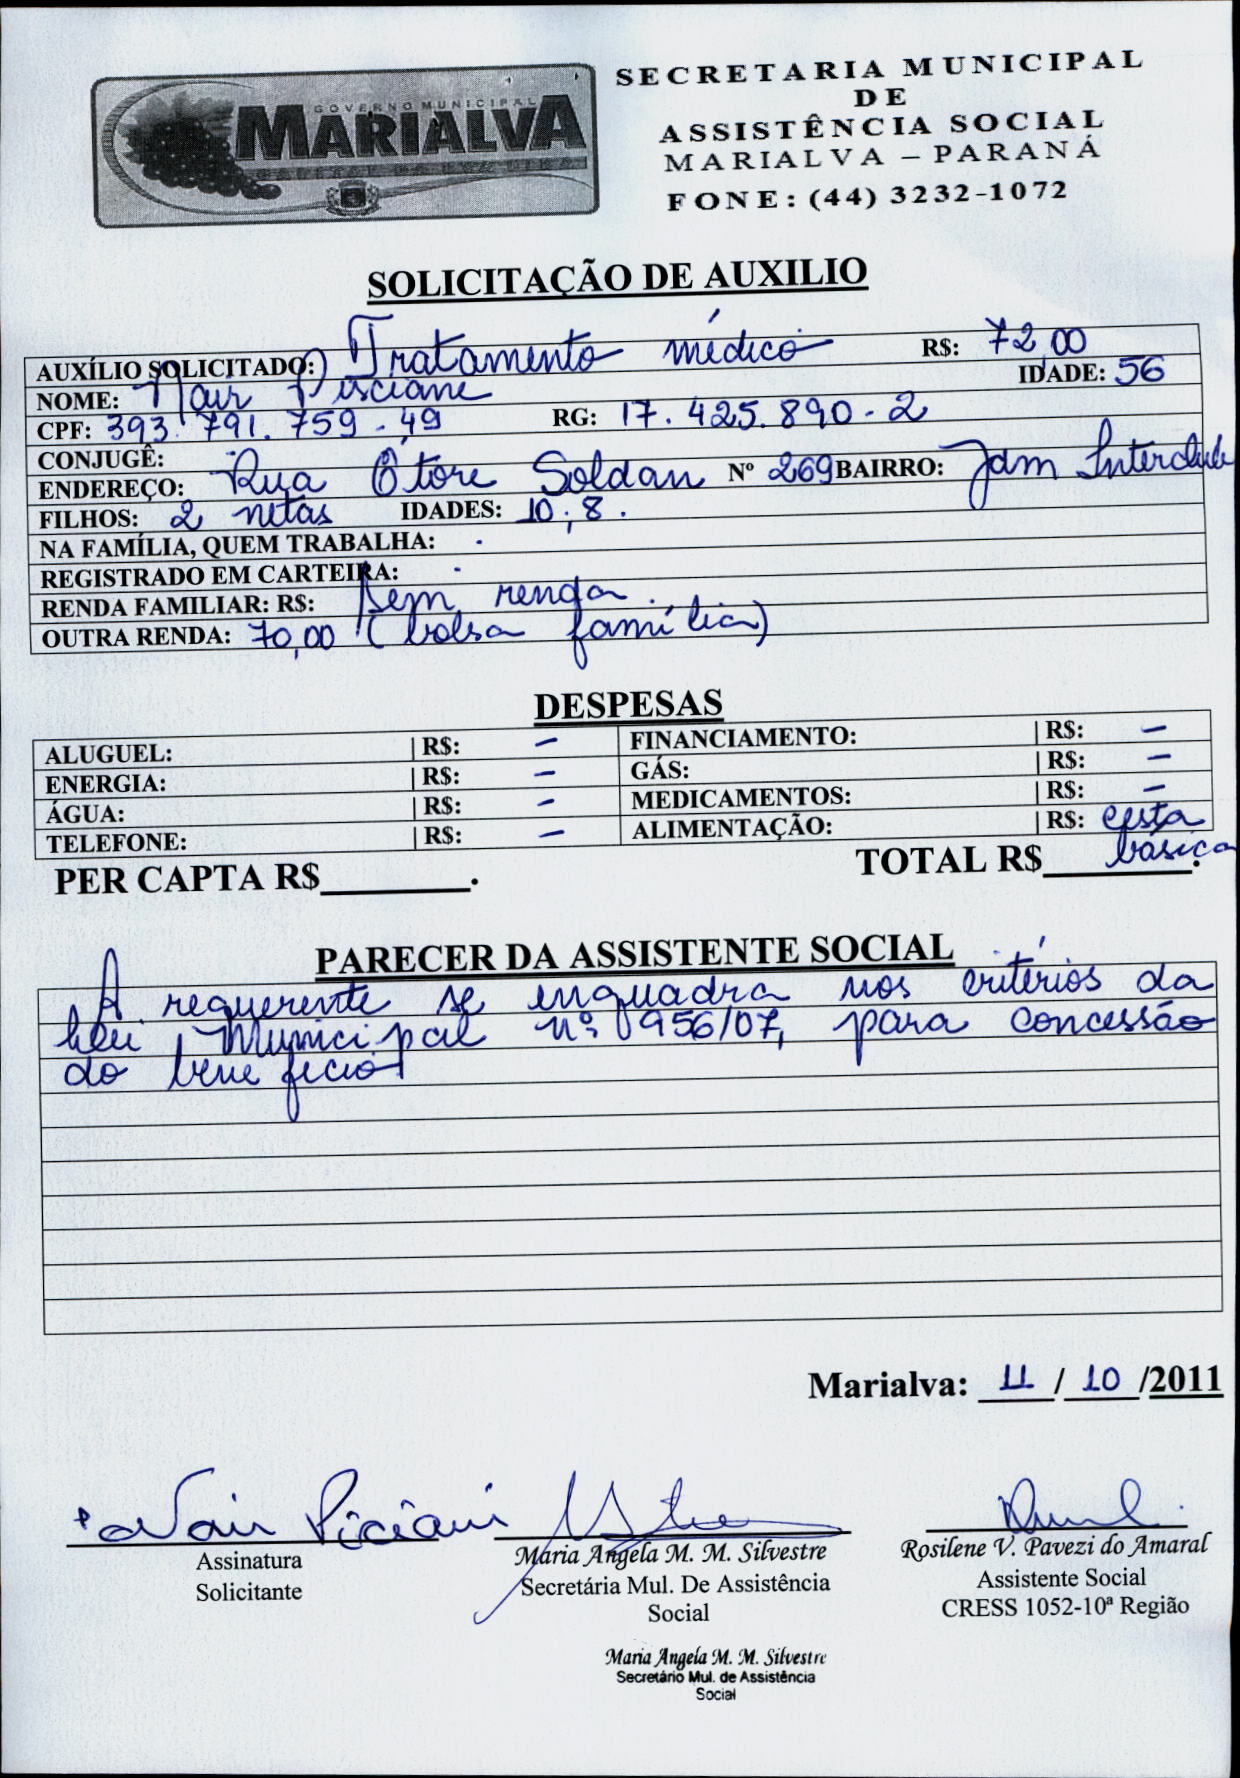 GOVERNO MUNICIPAL
MARIALVA
SECRETARIA MUNICIPAL
DE
ASSISTÊNCIA SOCIAL
MARIALVA – PARANÁ
FONE: (44) 3232-1072
SOLICITAÇÃO DE AUXILIO
AUXÍLIO SOLICITADO: Tratamento médico R$: 72,00
NOME: Nair Pisciane IDADE: 56
CPF: 393.791.759-49 RG: 17.425.890-2
CONJUGÊ:
ENDEREÇO: Rua Ôtore Soldan Nº 269 BAIRRO: Jdm Interclube
FILHOS: 2 netas IDADES: 10, 8.
NA FAMÍLIA, QUEM TRABALHA: .
REGISTRADO EM CARTEIRA: -
RENDA FAMILIAR: R$: Sem renda.
OUTRA RENDA: 70,00 (bolsa família)
DESPESAS
ALUGUEL: | R$: – FINANCIAMENTO: | R$: –
ENERGIA: | R$: – GÁS: | R$: –
ÁGUA: | R$: – MEDICAMENTOS: | R$: –
TELEFONE: | R$: – ALIMENTAÇÃO: | R$: cesta
PER CAPTA R$________. TOTAL R$ básica.
PARECER DA ASSISTENTE SOCIAL
A requerente se enquadra nos critérios da
Leu Municipal nº 956/07, para concessão
do benefício
Marialva: 11 / 10 /2011
Nair Piciani
Assinatura
Solicitante
Maria Angela M. M. Silvestre
Secretária Mul. De Assistência
Social
Rosilene V. Pavezi do Amaral
Assistente Social
CRESS 1052-10ª Região
Maria Angela M. M. Silvestre
Secretário Mul. de Assistência
Social